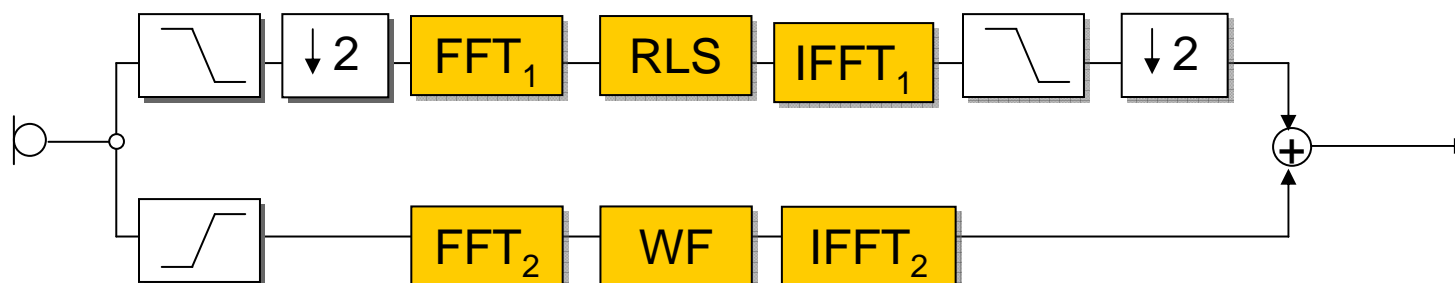 ↓2 FFT₁ RLS IFFT₁ ↓2
+
FFT₂ WF IFFT₂